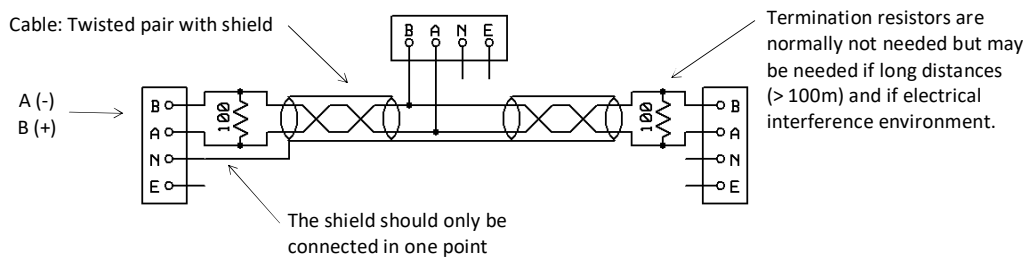 Cable: Twisted pair with shield
B A N E
Termination resistors are
normally not needed but may
be needed if long distances
(> 100m) and if electrical
interference environment.
A (-)
B (+)
B
A
N
E
100
100
B
A
N
E
The shield should only be
connected in one point